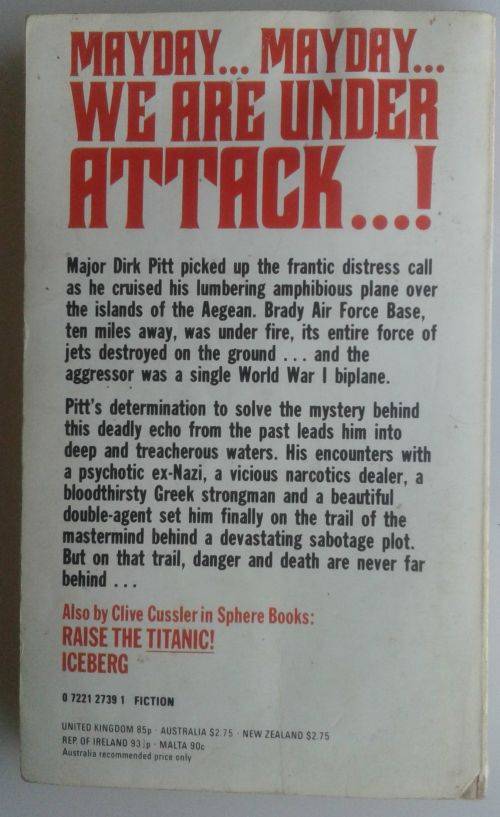 MAYDAY... MAYDAY...
WE ARE UNDER
ATTACK...!
Major Dirk Pitt picked up the frantic distress call
as he cruised his lumbering amphibious plane over
the islands of the Aegean. Brady Air Force Base,
ten miles away, was under fire, its entire force of
jets destroyed on the ground ... and the
aggressor was a single World War I biplane.
Pitt's determination to solve the mystery behind
this deadly echo from the past leads him into
deep and treacherous waters. His encounters with
a psychotic ex-Nazi, a vicious narcotics dealer, a
bloodthirsty Greek strongman and a beautiful
double-agent set him finally on the trail of the
mastermind behind a devastating sabotage plot.
But on that trail, danger and death are never far
behind ...
Also by Clive Cussler in Sphere Books:
RAISE THE TITANIC!
ICEBERG
0 7221 2739 1 FICTION
UNITED KINGDOM 85p · AUSTRALIA $2.75 · NEW ZEALAND $2.75
REP. OF IRELAND 93½p · MALTA 90c
Australia recommended price only